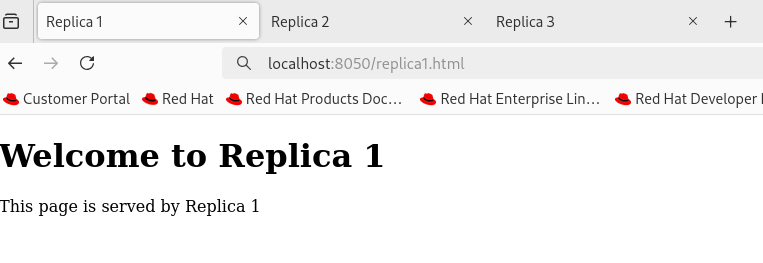 Replica 1 Replica 2 Replica 3
localhost:8050/replica1.html
Customer Portal Red Hat Red Hat Products Doc… Red Hat Enterprise Lin… Red Hat Developer
Welcome to Replica 1
This page is served by Replica 1